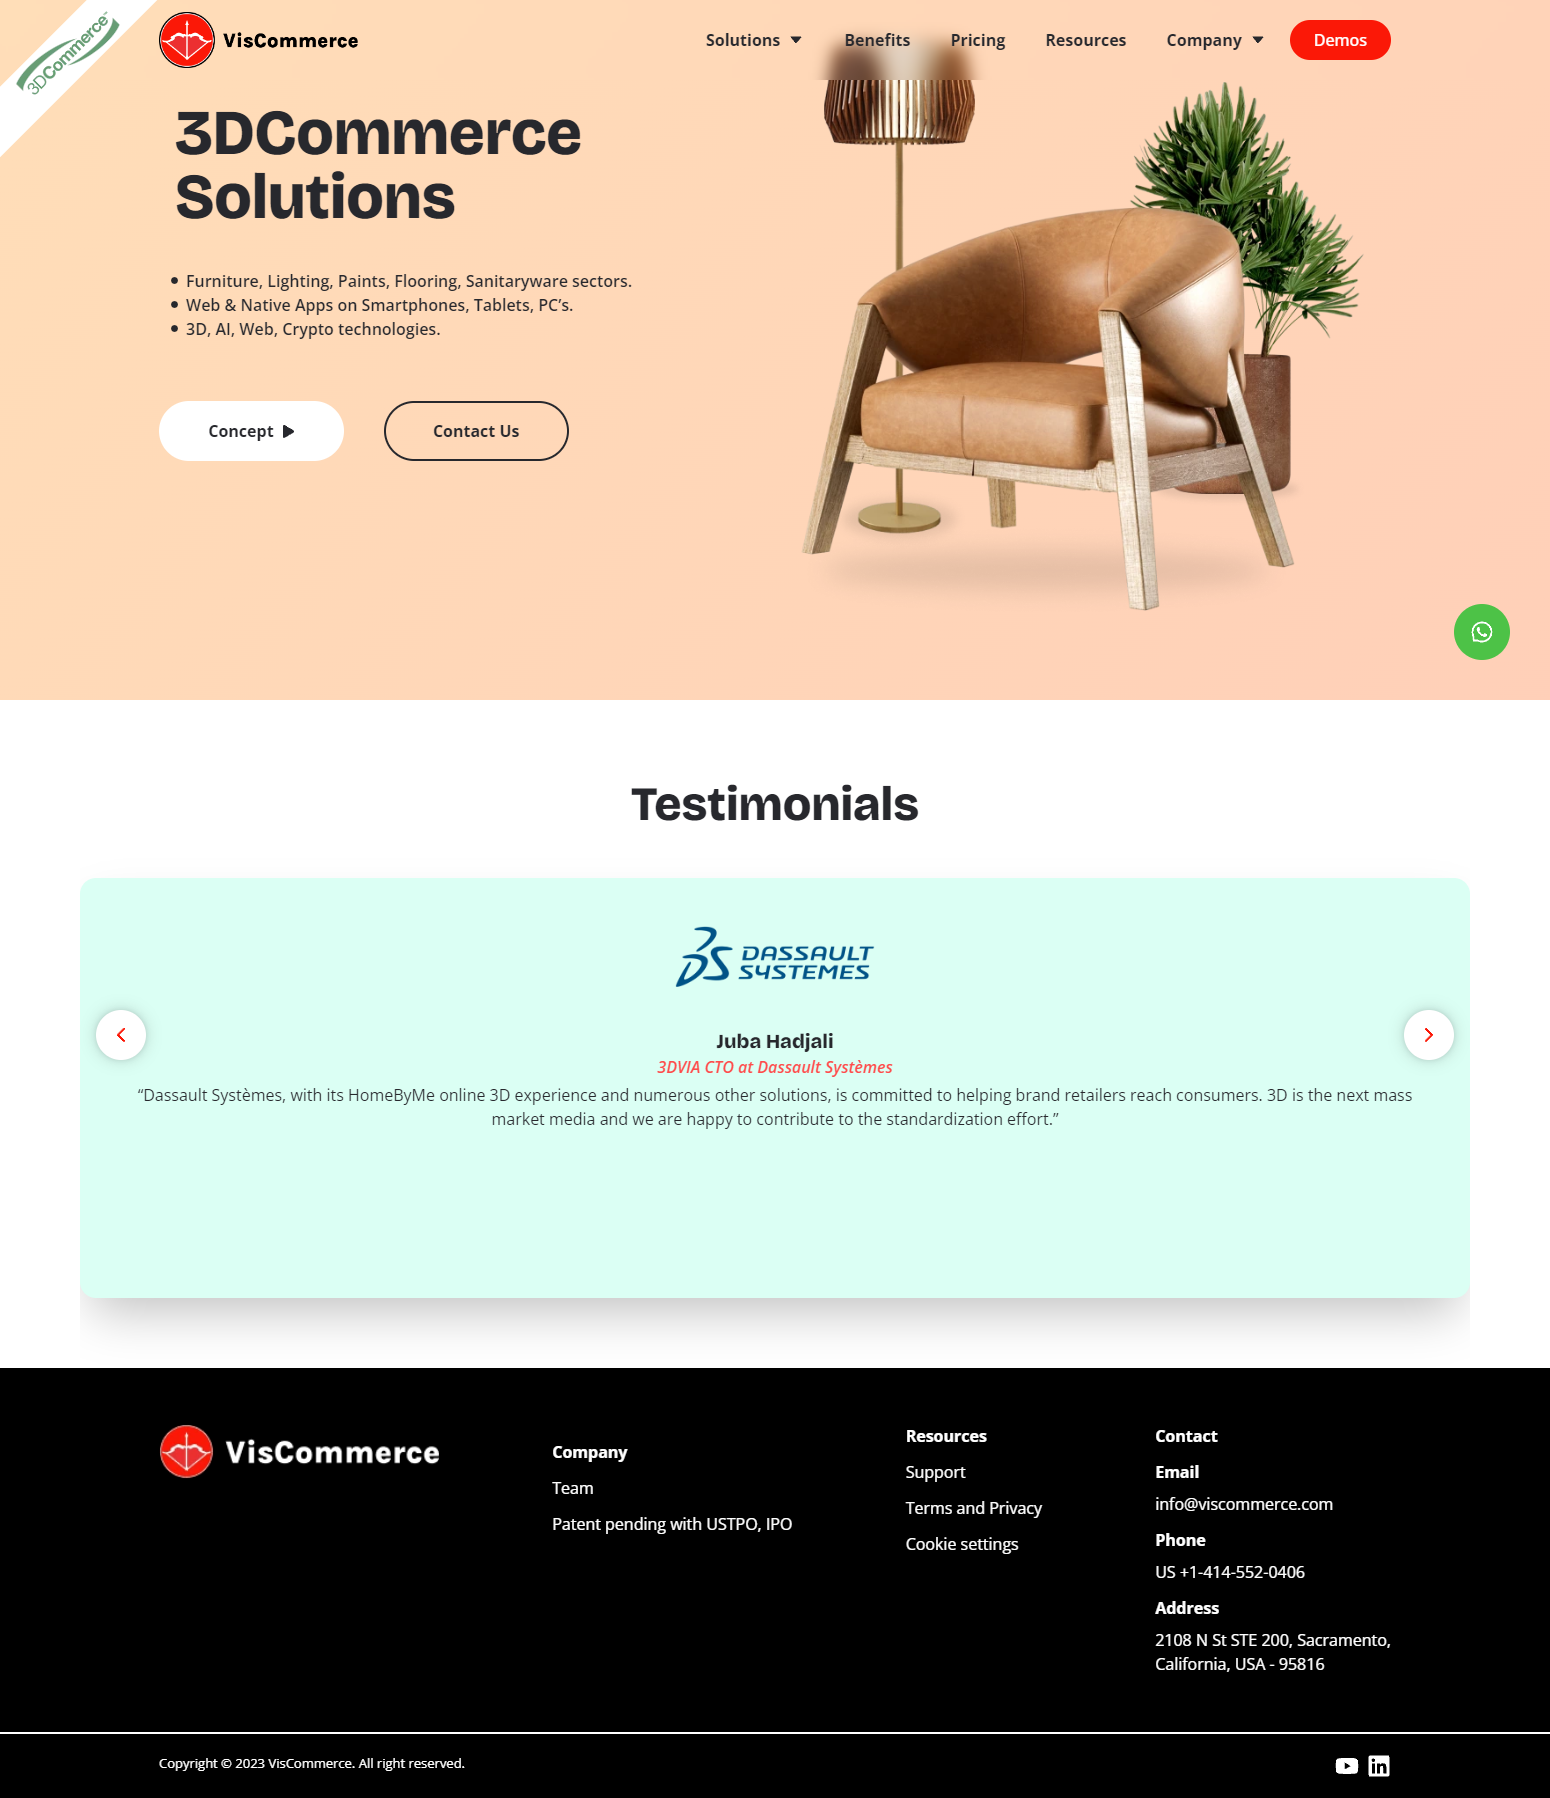 3DCommerce™
VisCommerce
Solutions
Benefits
Pricing
Resources
Company
Demos
3DCommerce
Solutions
Furniture, Lighting, Paints, Flooring, Sanitaryware sectors.
Web & Native Apps on Smartphones, Tablets, PC’s.
3D, AI, Web, Crypto technologies.
Concept
Contact Us
Testimonials
DASSAULT
SYSTEMES
Juba Hadjali
3DVIA CTO at Dassault Systèmes
“Dassault Systèmes, with its HomeByMe online 3D experience and numerous other solutions, is committed to helping brand retailers reach consumers. 3D is the next mass
market media and we are happy to contribute to the standardization effort.”
VisCommerce
Company
Team
Patent pending with USTPO, IPO
Resources
Support
Terms and Privacy
Cookie settings
Contact
Email
info@viscommerce.com
Phone
US +1-414-552-0406
Address
2108 N St STE 200, Sacramento,
California, USA - 95816
Copyright © 2023 VisCommerce. All right reserved.